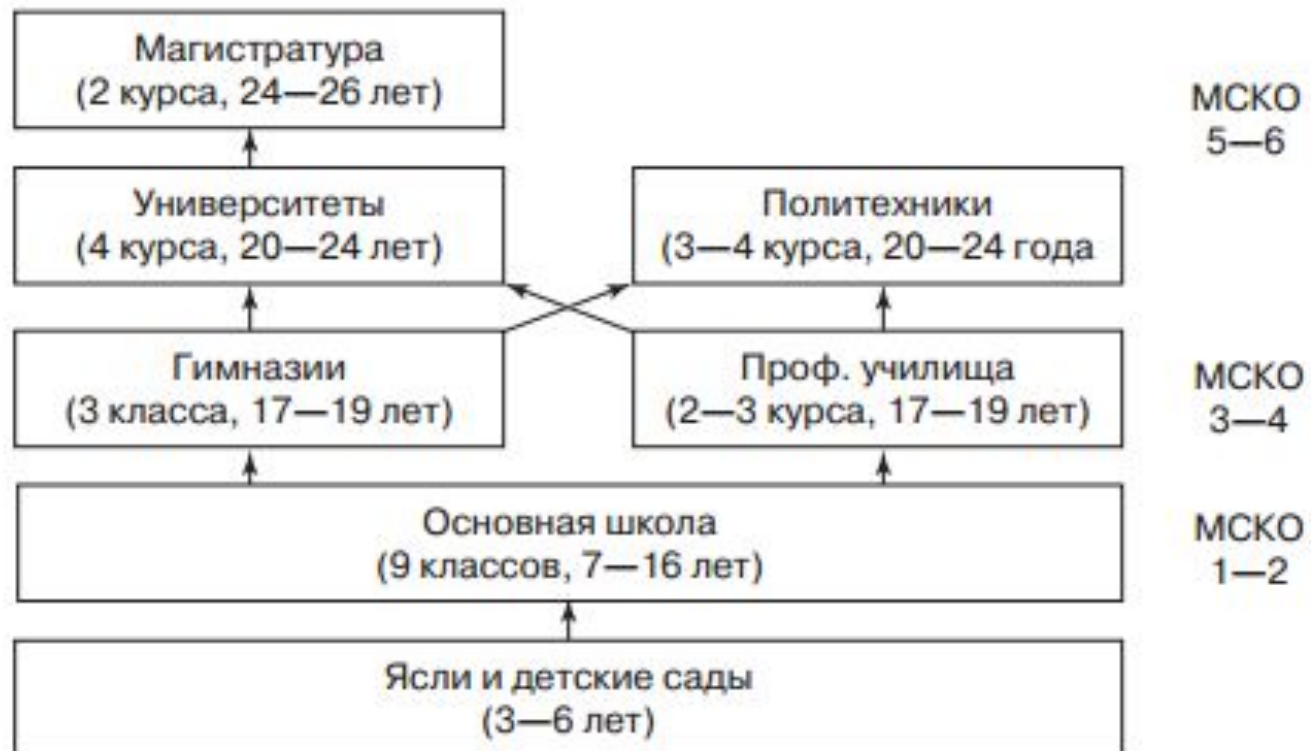 Магистратура
(2 курса, 24—26 лет)
МСКО
5—6
Университеты
(4 курса, 20—24 лет)
Политехники
(3—4 курса, 20—24 года
Гимназии
(3 класса, 17—19 лет)
Проф. училища
(2—3 курса, 17—19 лет)
МСКО
3—4
Основная школа
(9 классов, 7—16 лет)
МСКО
1—2
Ясли и детские сады
(3—6 лет)